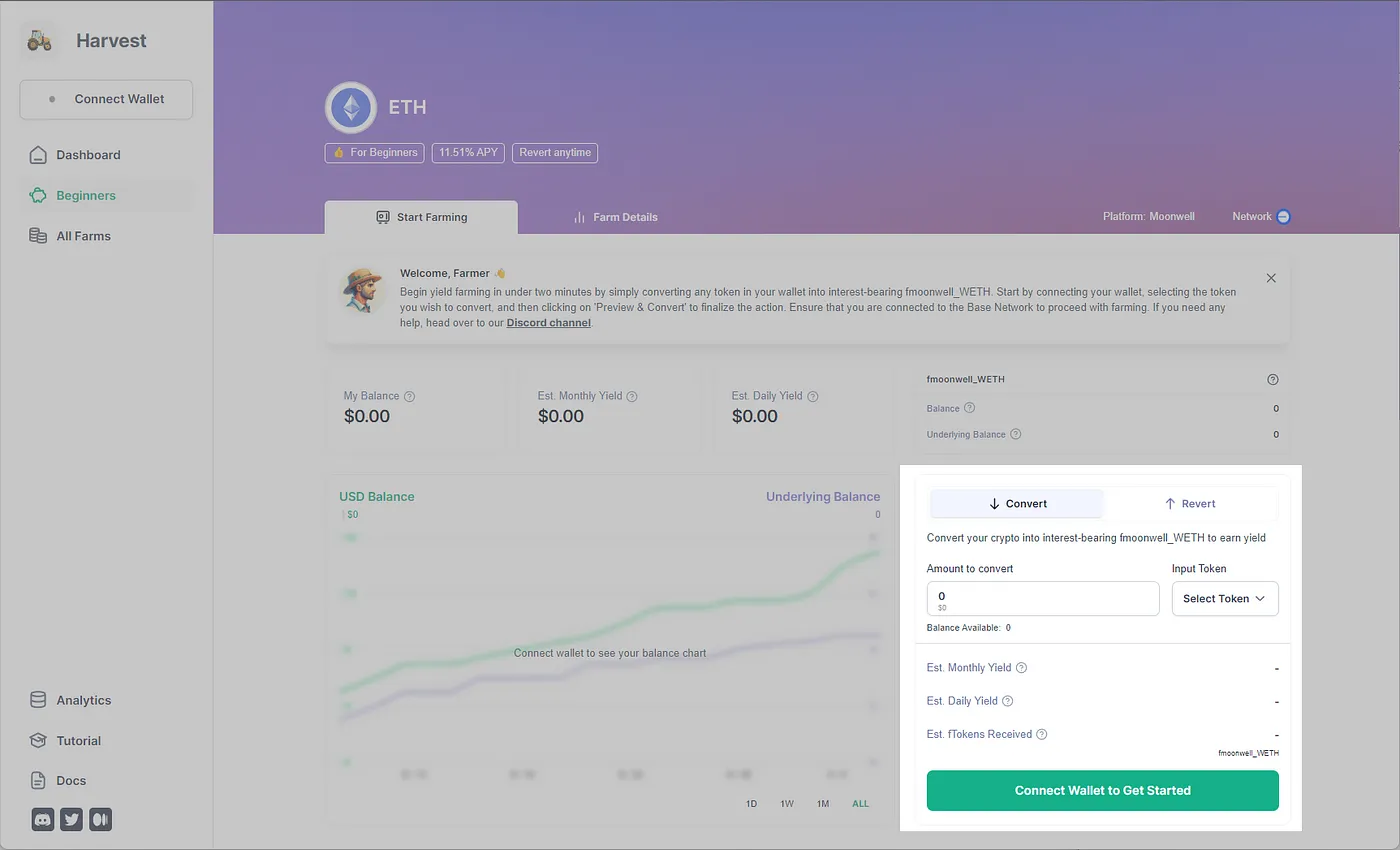 Harvest
Connect Wallet
Dashboard
Beginners
All Farms
Analytics
Tutorial
Docs
ETH
👍 For Beginners
11.51% APY
Revert anytime
Start Farming
Farm Details
Platform: Moonwell
Network
Welcome, Farmer 👋
Begin yield farming in under two minutes by simply converting any token in your wallet into interest-bearing fmoonwell_WETH. Start by connecting your wallet, selecting the token
you wish to convert, and then clicking on 'Preview & Convert' to finalize the action. Ensure that you are connected to the Base Network to proceed with farming. If you need any
help, head over to our Discord channel.
My Balance
$0.00
Est. Monthly Yield
$0.00
Est. Daily Yield
$0.00
fmoonwell_WETH
Balance
0
Underlying Balance
0
USD Balance
$0
Underlying Balance
0
Connect wallet to see your balance chart
1D
1W
1M
ALL
Convert
Revert
Convert your crypto into interest-bearing fmoonwell_WETH to earn yield
Amount to convert
Input Token
0
$0
Select Token
Balance Available: 0
Est. Monthly Yield
-
Est. Daily Yield
-
Est. fTokens Received
-
fmoonwell_WETH
Connect Wallet to Get Started